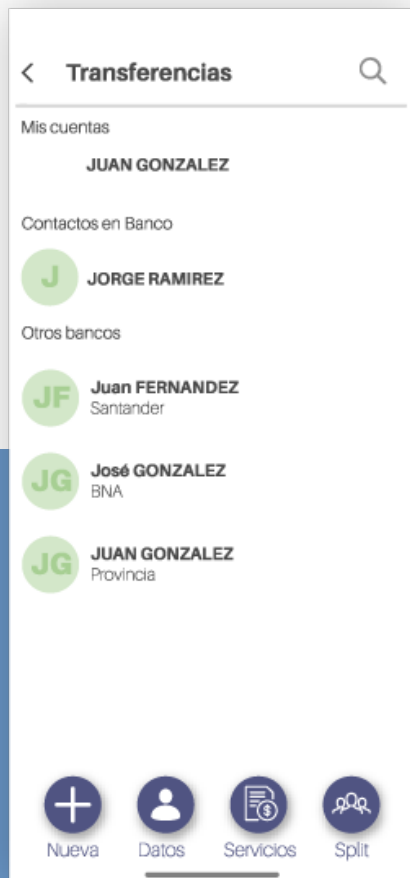 Transferencias
Mis cuentas
JUAN GONZALEZ
Contactos en Banco
J
JORGE RAMIREZ
Otros bancos
JF
Juan FERNANDEZ
Santander
JG
José GONZALEZ
BNA
JG
JUAN GONZALEZ
Provincia
Nueva Datos Servicios Split